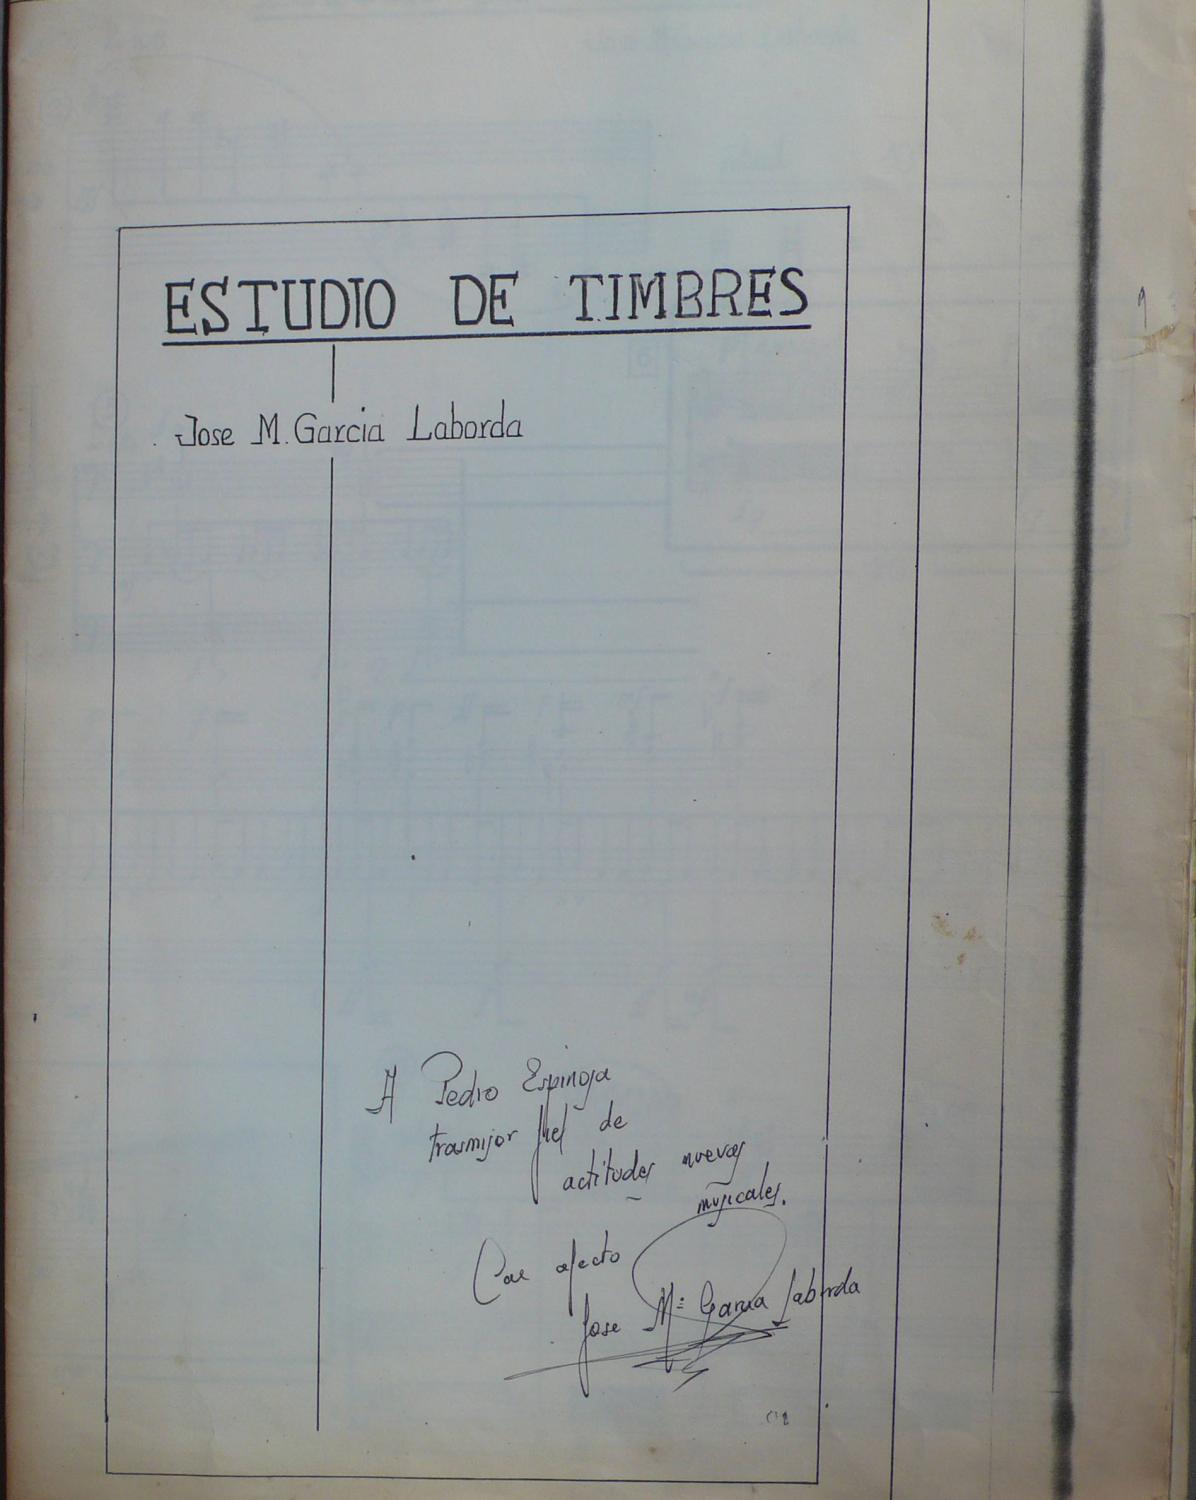 ESTUDIO DE TIMBRES
Jose M. Garcia Laborda
A Pedro Espinosa
trasmisor fiel de
actitudes nuevas
musicales.
Con afecto
Jose Mª Garcia Laborda